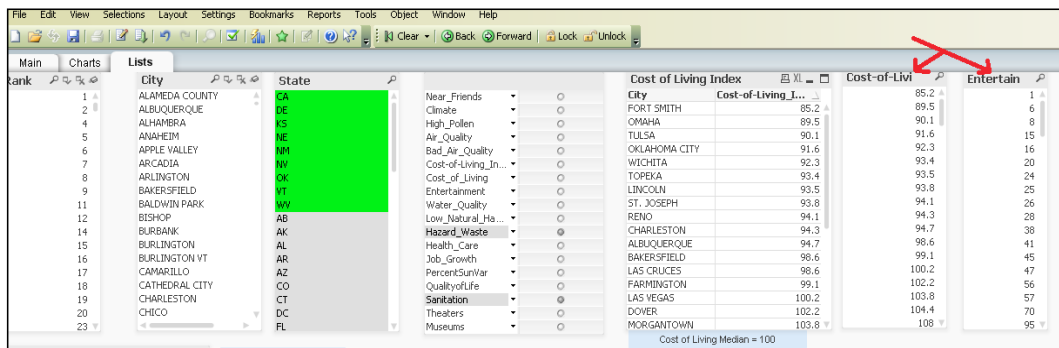 File Edit View Selections Layout Settings Bookmarks Reports Tools Object Window Help
Clear Back Forward Lock Unlock
Main Charts Lists
Rank
1
2
4
5
6
7
8
9
11
12
14
15
16
17
18
19
20
23
City
ALAMEDA COUNTY
ALBUQUERQUE
ALHAMBRA
ANAHEIM
APPLE VALLEY
ARCADIA
ARLINGTON
BAKERSFIELD
BALDWIN PARK
BISHOP
BURBANK
BURLINGTON
BURLINGTON VT
CAMARILLO
CATHEDRAL CITY
CHARLESTON
CHICO
State
CA
DE
KS
NE
NM
NV
OK
VT
WV
AB
AK
AL
AR
AZ
CO
CT
DC
FL
Near_Friends
Climate
High_Pollen
Air_Quality
Bad_Air_Quality
Cost-of-Living_In...
Cost_of_Living
Entertainment
Water_Quality
Low_Natural_Ha...
Hazard_Waste
Health_Care
Job_Growth
PercentSunVar
QualityofLife
Sanitation
Theaters
Museums
Cost of Living Index XL
City Cost-of-Living_I...
FORT SMITH 85.2
OMAHA 89.5
TULSA 90.1
OKLAHOMA CITY 91.6
WICHITA 92.3
TOPEKA 93.4
LINCOLN 93.5
ST. JOSEPH 93.8
RENO 94.1
CHARLESTON 94.3
ALBUQUERQUE 94.7
BAKERSFIELD 98.6
LAS CRUCES 98.6
FARMINGTON 99.1
LAS VEGAS 100.2
DOVER 102.2
MORGANTOWN 103.8
Cost of Living Median = 100
Cost-of-Livi
85.2
89.5
90.1
91.6
92.3
93.4
93.5
93.8
94.1
94.3
94.7
98.6
99.1
100.2
102.2
103.8
104.4
108
Entertain
1
6
8
15
16
20
24
25
26
28
38
41
45
47
56
57
70
95